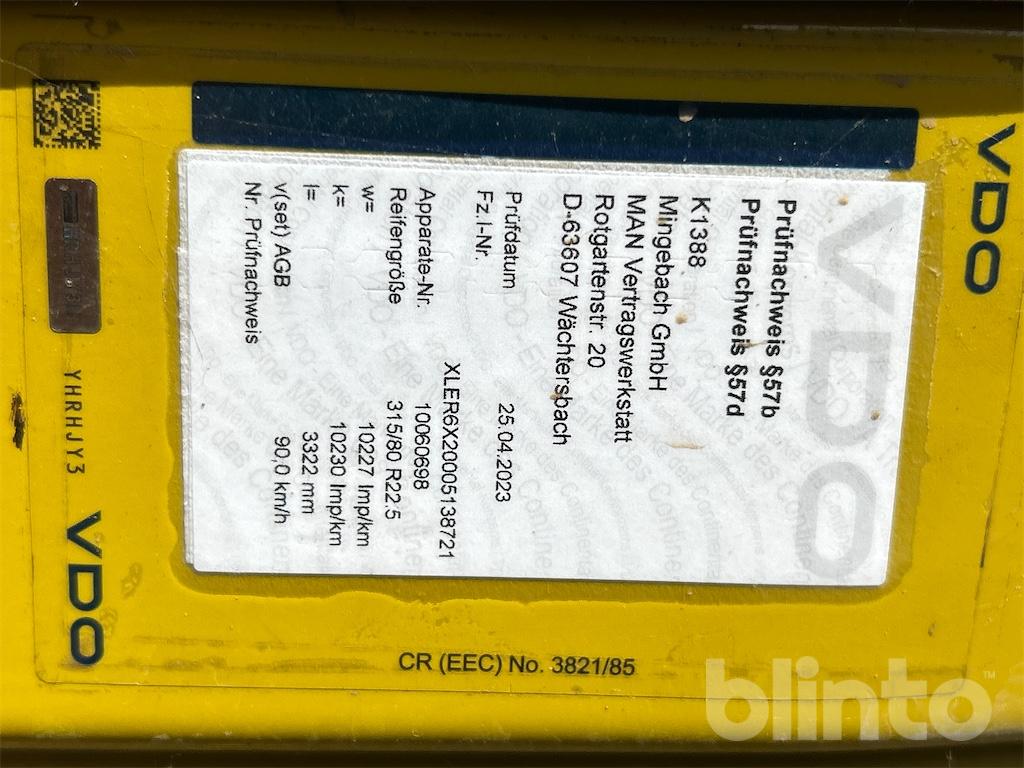 VDO
Prüfnachweis §57b
Prüfnachweis §57d
K1388
Mingebach GmbH
MAN Vertragswerkstatt
Rotgartenstr. 20
D-63607 Wächtersbach
Prüfdatum 25.04.2023
Fz.I-Nr. XLER6X20005138721
Apparate-Nr. 10060698
Reifengröße 315/80 R22.5
w= 10227 Imp/km
k= 10230 Imp/km
l= 3322 mm
v(set) AGB 90,0 km/h
Nr. Prüfnachweis
VDO
YHRHJY3
VDO
CR (EEC) No. 3821/85
blinto™